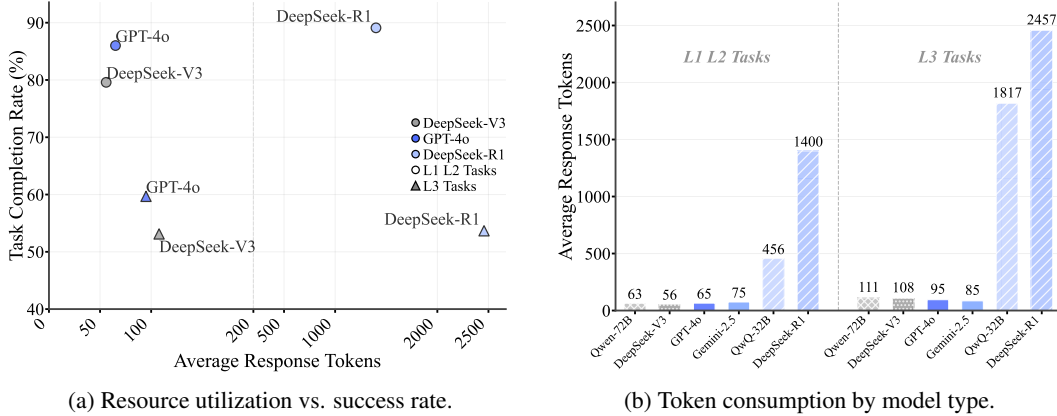 Task Completion Rate (%)
90
80
70
60
50
40
DeepSeek-R1
GPT-4o
DeepSeek-V3
DeepSeek-V3
GPT-4o
DeepSeek-R1
L1 L2 Tasks
L3 Tasks
GPT-4o
DeepSeek-R1
DeepSeek-V3
0
50
100
200
500
1000
2000
2500
Average Response Tokens
(a) Resource utilization vs. success rate.
Average Response Tokens
2500
2000
1500
1000
500
0
L1 L2 Tasks
L3 Tasks
63
56
65
75
456
1400
111
108
95
85
1817
2457
Qwen-72B
DeepSeek-V3
GPT-4o
Gemini-2.5
QwQ-32B
DeepSeek-R1
Qwen-72B
DeepSeek-V3
GPT-4o
Gemini-2.5
QwQ-32B
DeepSeek-R1
(b) Token consumption by model type.